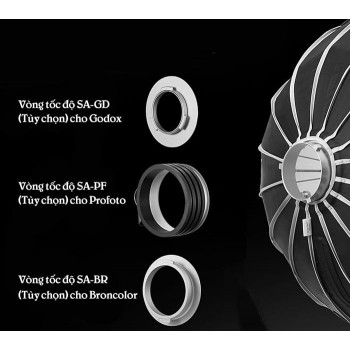 Vòng tốc độ SA-GD
(Tùy chọn) cho Godox
Vòng tốc độ SA-PF
(Tùy chọn) cho Profoto
Vòng tốc độ SA-BR
(Tùy chọn) cho Broncolor